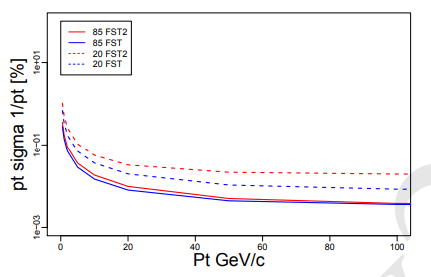 85 FST2
85 FST
20 FST2
20 FST
pt sigma 1/pt [%]
1e+01
1e-01
1e-03
0 20 40 60 80 100
Pt GeV/c